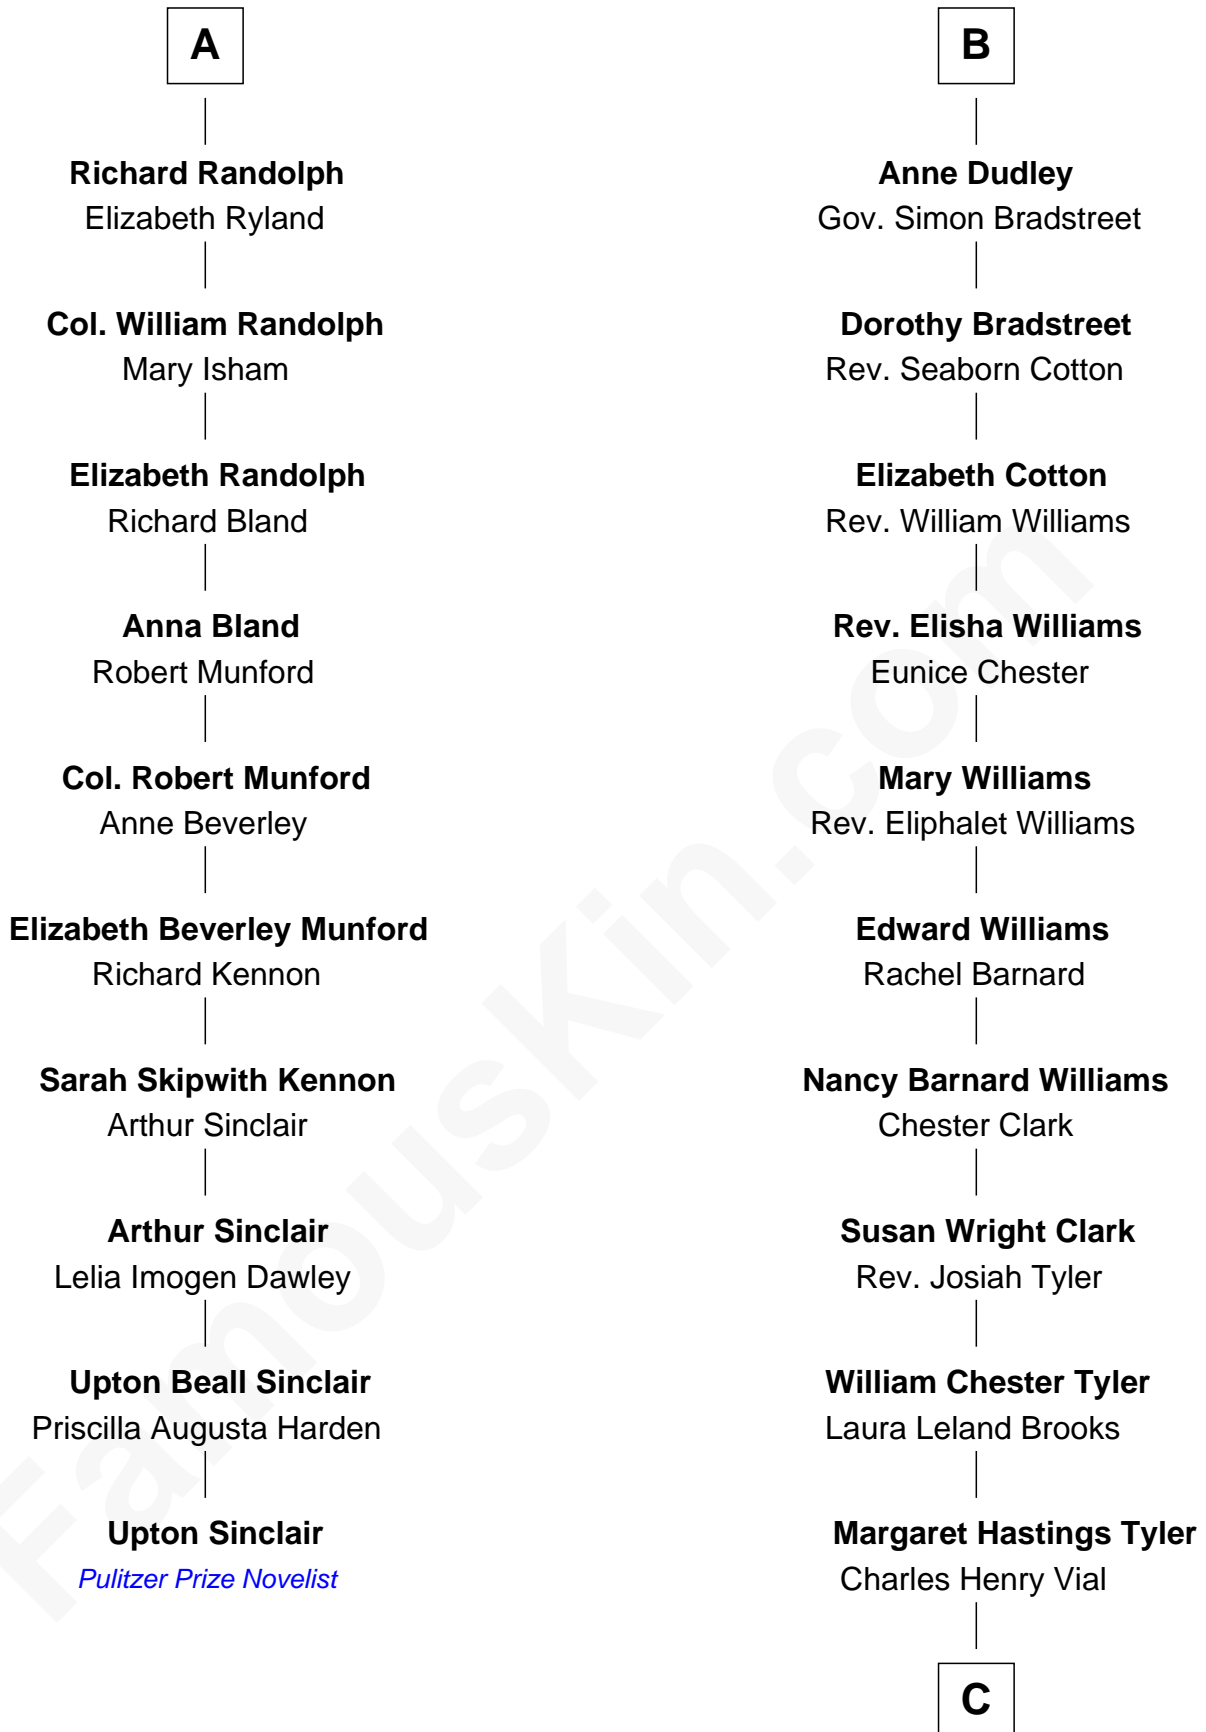 A
Richard Randolph
Elizabeth Ryland
Col. William Randolph
Mary Isham
Elizabeth Randolph
Richard Bland
Anna Bland
Robert Munford
Col. Robert Munford
Anne Beverley
Elizabeth Beverley Munford
Richard Kennon
Sarah Skipwith Kennon
Arthur Sinclair
Arthur Sinclair
Lelia Imogen Dawley
Upton Beall Sinclair
Priscilla Augusta Harden
Upton Sinclair
Pulitzer Prize Novelist
B
Anne Dudley
Gov. Simon Bradstreet
Dorothy Bradstreet
Rev. Seaborn Cotton
Elizabeth Cotton
Rev. William Williams
Rev. Elisha Williams
Eunice Chester
Mary Williams
Rev. Eliphalet Williams
Edward Williams
Rachel Barnard
Nancy Barnard Williams
Chester Clark
Susan Wright Clark
Rev. Josiah Tyler
William Chester Tyler
Laura Leland Brooks
Margaret Hastings Tyler
Charles Henry Vial
C
FamousKin.com